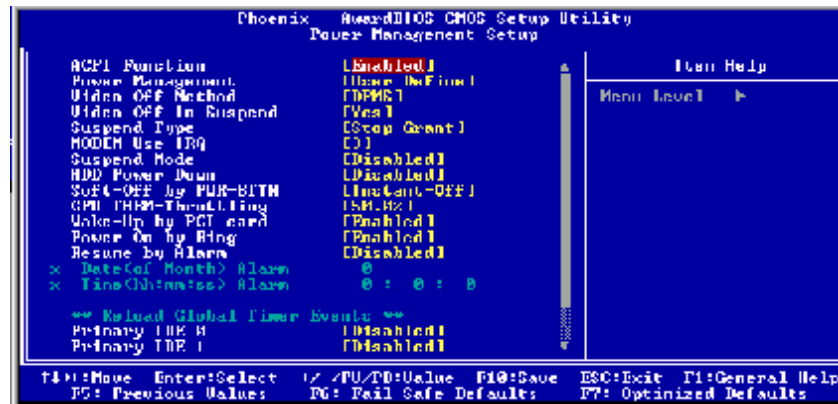 Phoenix - AwardBIOS CMOS Setup Utility
Power Management Setup
ACPI Function [Enabled]
Power Management [User Define]
Video Off Method [DPMS]
Video Off In Suspend [Yes]
Suspend Type [Stop Grant]
MODEM Use IRQ [3]
Suspend Mode [Disabled]
HDD Power Down [Disabled]
Soft-Off by PWR-BTTN [Instant-Off]
CPU THRM-Throttling [50.0%]
Wake-Up by PCI card [Enabled]
Power On by Ring [Enabled]
Resume by Alarm [Disabled]
x Date(of Month) Alarm 0
x Time(hh:mm:ss) Alarm 0 : 0 : 0
** Reload Global Timer Events **
Primary IDE 0 [Disabled]
Primary IDE 1 [Disabled]
Item Help
Menu Level ►
↑↓→←:Move Enter:Select +/-/PU/PD:Value F10:Save ESC:Exit F1:General Help
F5: Previous Values F6: Fail Safe Defaults F7: Optimized Defaults